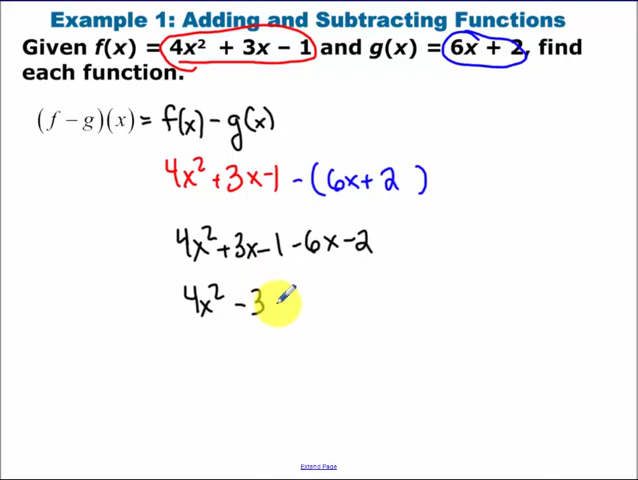 Example 1: Adding and Subtracting Functions
Given f(x) = 4x² + 3x − 1 and g(x) = 6x + 2, find
each function.
(f − g)(x) = f(x) − g(x)
4x² + 3x − 1 − (6x + 2 )
4x² + 3x − 1 − 6x − 2
4x² − 3
Extend Page